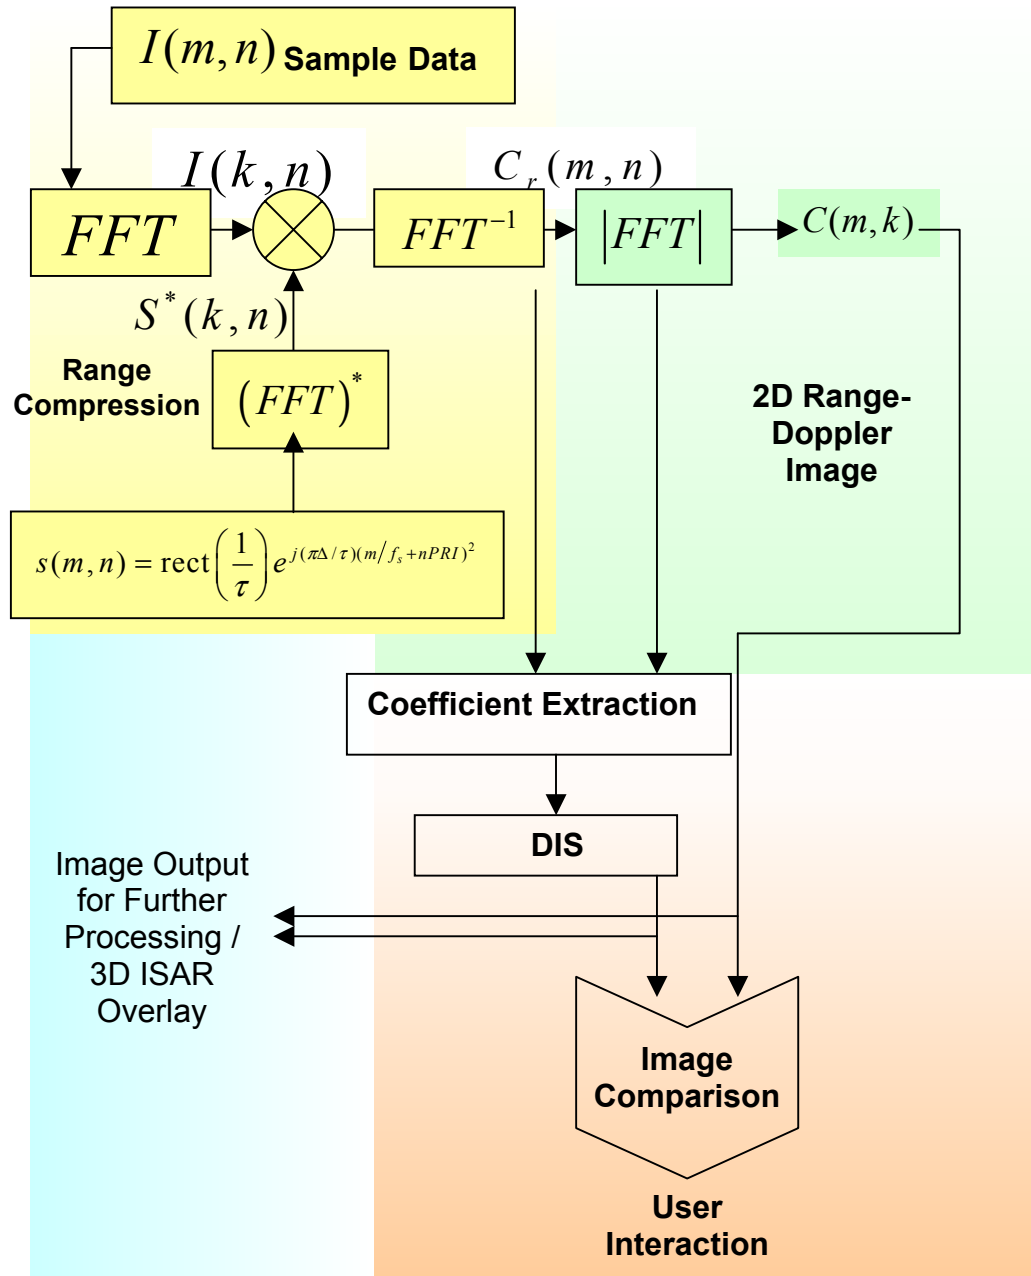 I(m,n) Sample Data
I(k,n)
C_r(m,n)
FFT
FFT^{-1}
|FFT|
C(m,k)
S^*(k,n)
Range
Compression
(FFT)^*
2D Range-
Doppler
Image
s(m,n) = rect(1/τ) e^{j(πΔ/τ)(m/f_s+nPRI)^2}
Coefficient Extraction
DIS
Image Output
for Further
Processing /
3D ISAR
Overlay
Image
Comparison
User
Interaction